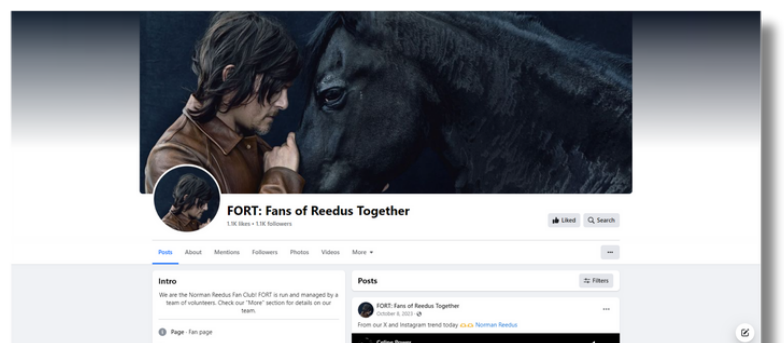 FORT: Fans of Reedus Together
1.1K likes • 1.1K followers
Liked
Search
Posts
About
Mentions
Followers
Photos
Videos
More
Intro
We are the Norman Reedus Fan Club! FORT is run and managed by a
team of volunteers. Check our "More" section for details on our
team.
Page · Fan page
Posts
Filters
FORT: Fans of Reedus Together
October 8, 2023
From our X and Instagram trend today
Norman Reedus